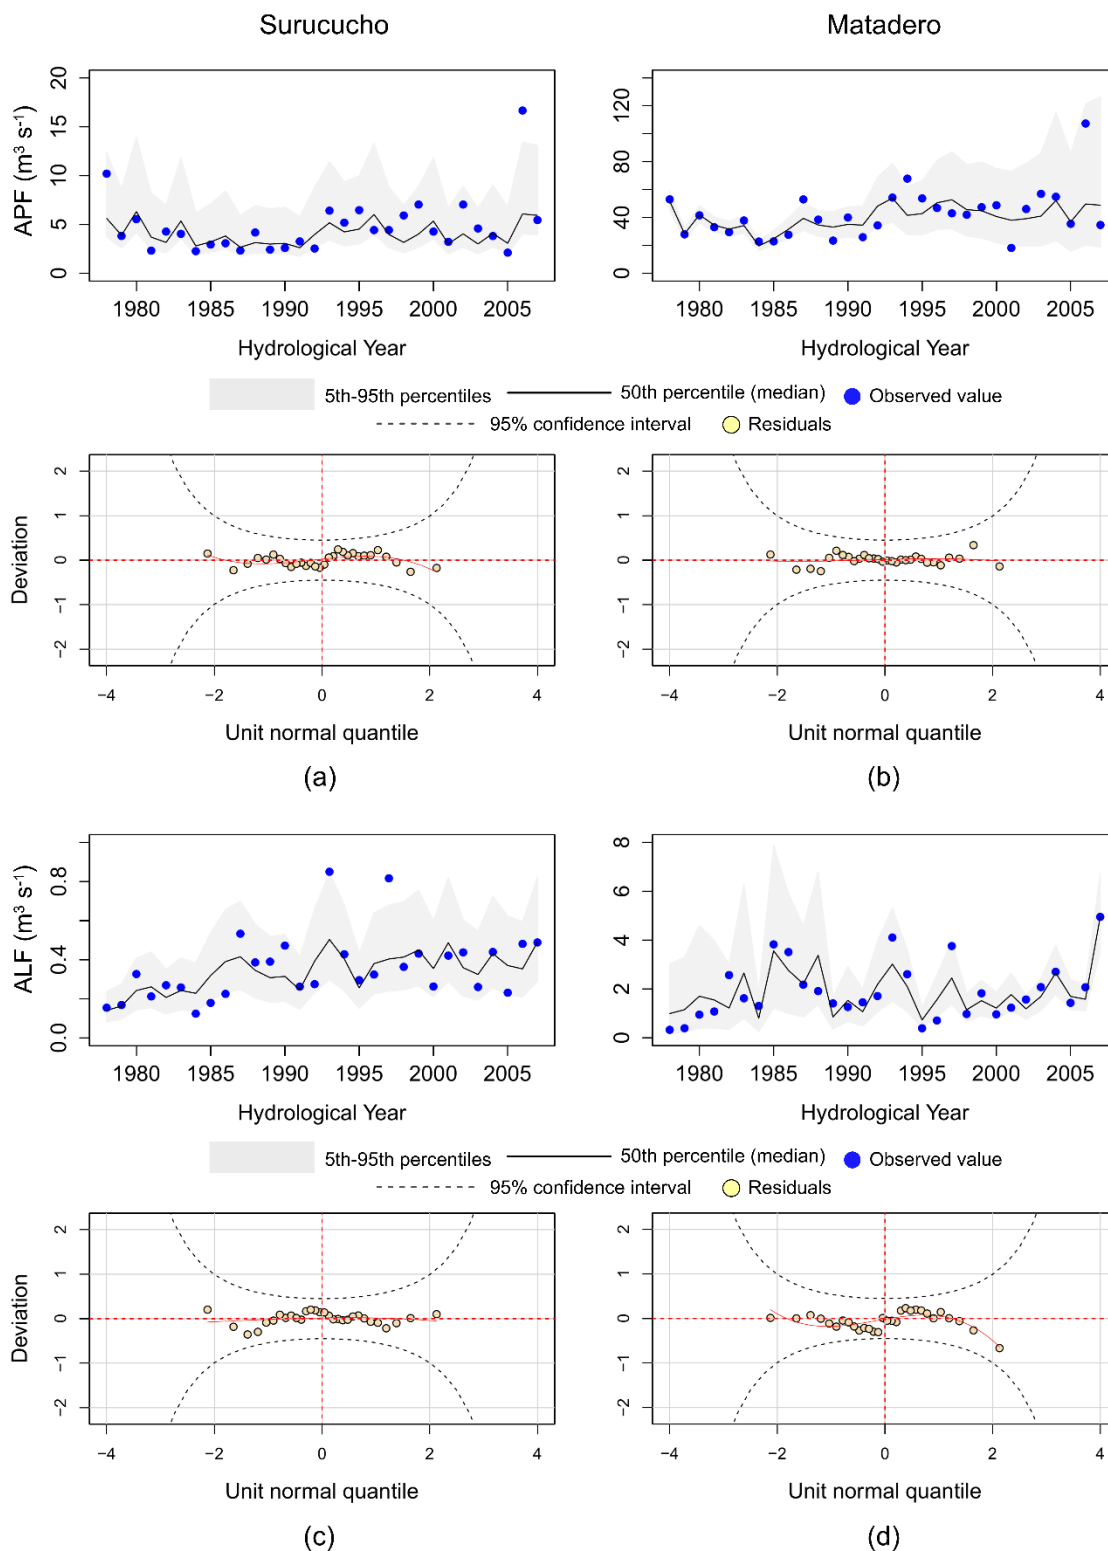 Surucucho Matadero
APF (m³ s⁻¹)
20
15
10
5
0
120
80
40
0
1980 1985 1990 1995 2000 2005
1980 1985 1990 1995 2000 2005
Hydrological Year Hydrological Year
5th-95th percentiles 50th percentile (median) Observed value
95% confidence interval Residuals
Deviation
2
1
0
−1
−2
2
1
0
−1
−2
−4 −2 0 2 4
−4 −2 0 2 4
Unit normal quantile Unit normal quantile
(a) (b)
ALF (m³ s⁻¹)
0.8
0.4
0.0
8
6
4
2
0
1980 1985 1990 1995 2000 2005
1980 1985 1990 1995 2000 2005
Hydrological Year Hydrological Year
5th-95th percentiles 50th percentile (median) Observed value
95% confidence interval Residuals
Deviation
2
1
0
−1
−2
2
1
0
−1
−2
−4 −2 0 2 4
−4 −2 0 2 4
Unit normal quantile Unit normal quantile
(c) (d)